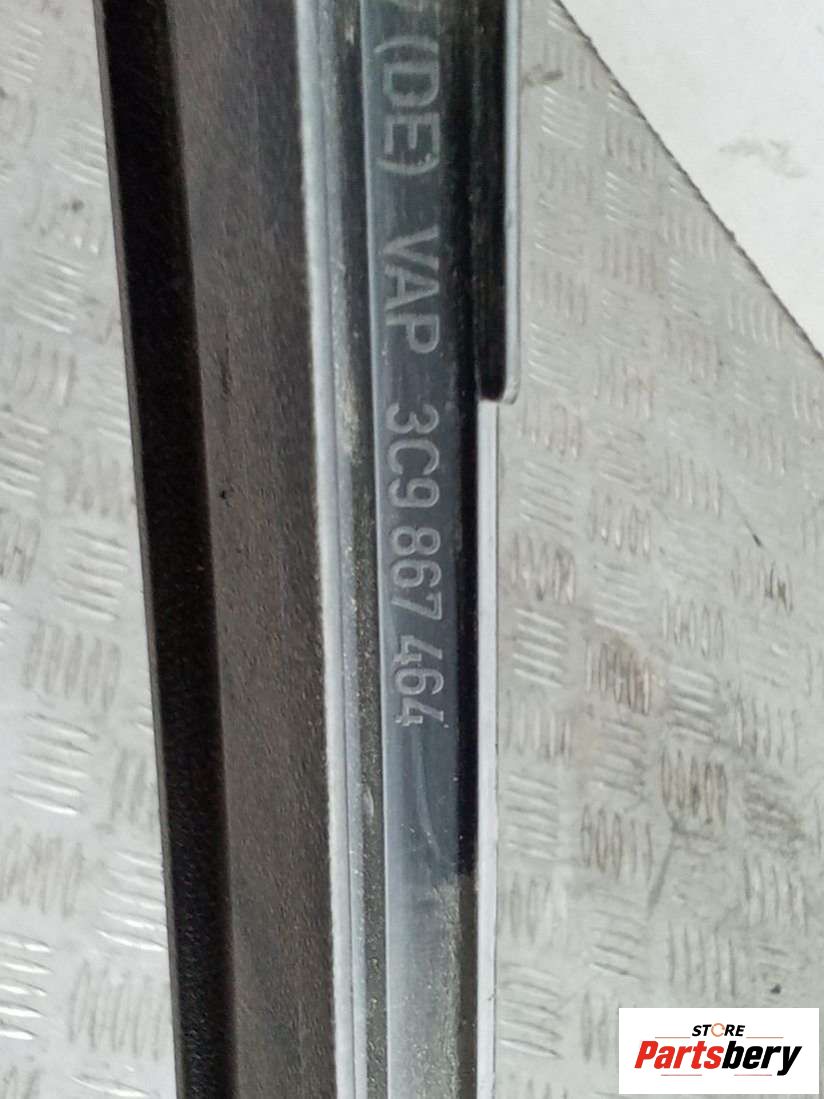 (DE) VAP 3C9 867 464
STORE
Partsbery